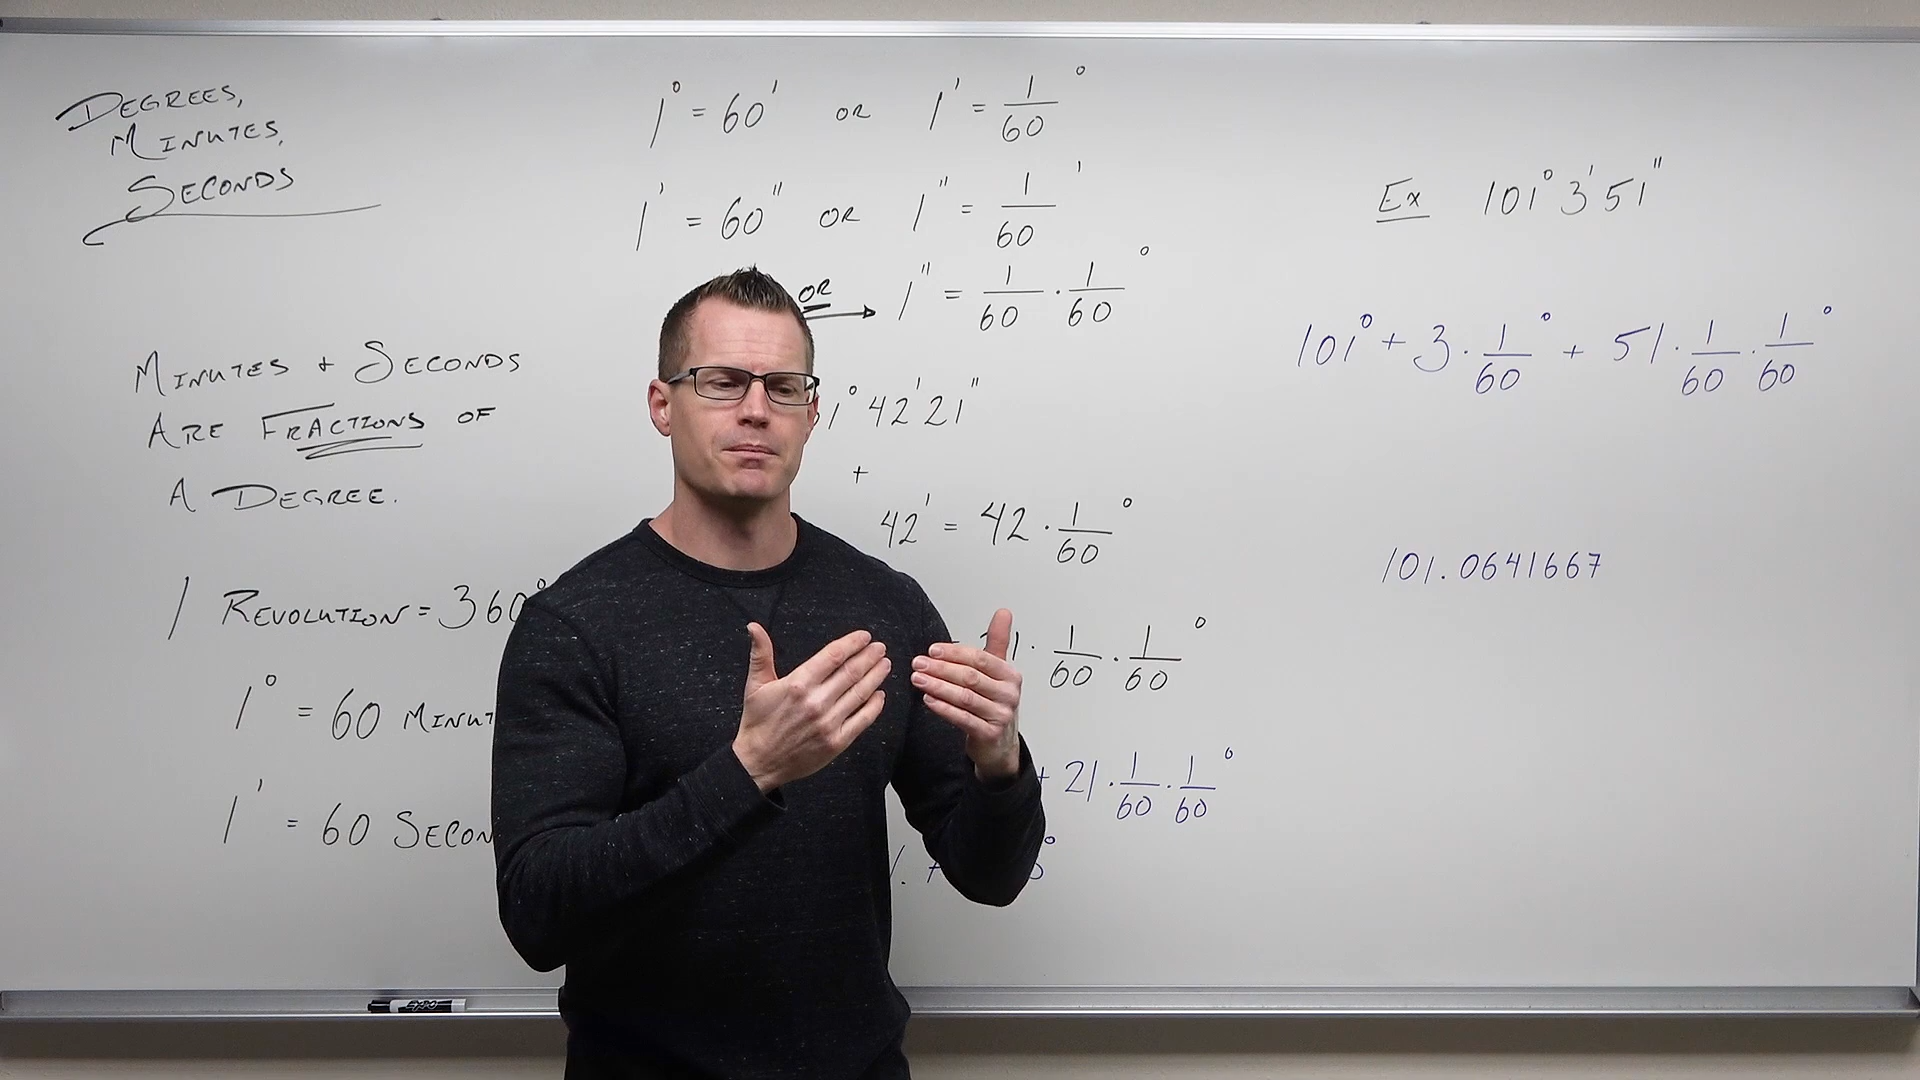 DEGREES,
MINUTES,
SECONDS
MINUTES + SECONDS
ARE FRACTIONS OF
A DEGREE.
1 REVOLUTION = 360°
1° = 60
1' = 60
1° = 60' OR 1' = 1/60°
1' = 60" OR 1" = 1/60'
OR → 1" = 1/60 · 1/60°
1° 42' 21"
+
42' = 42 · 1/60°
1 · 1/60 · 1/60°
+ 21 · 1/60 · 1/60°
Ex 101° 3' 51"
101° + 3 · 1/60° + 51 · 1/60 · 1/60°
101.0641667
EXPO